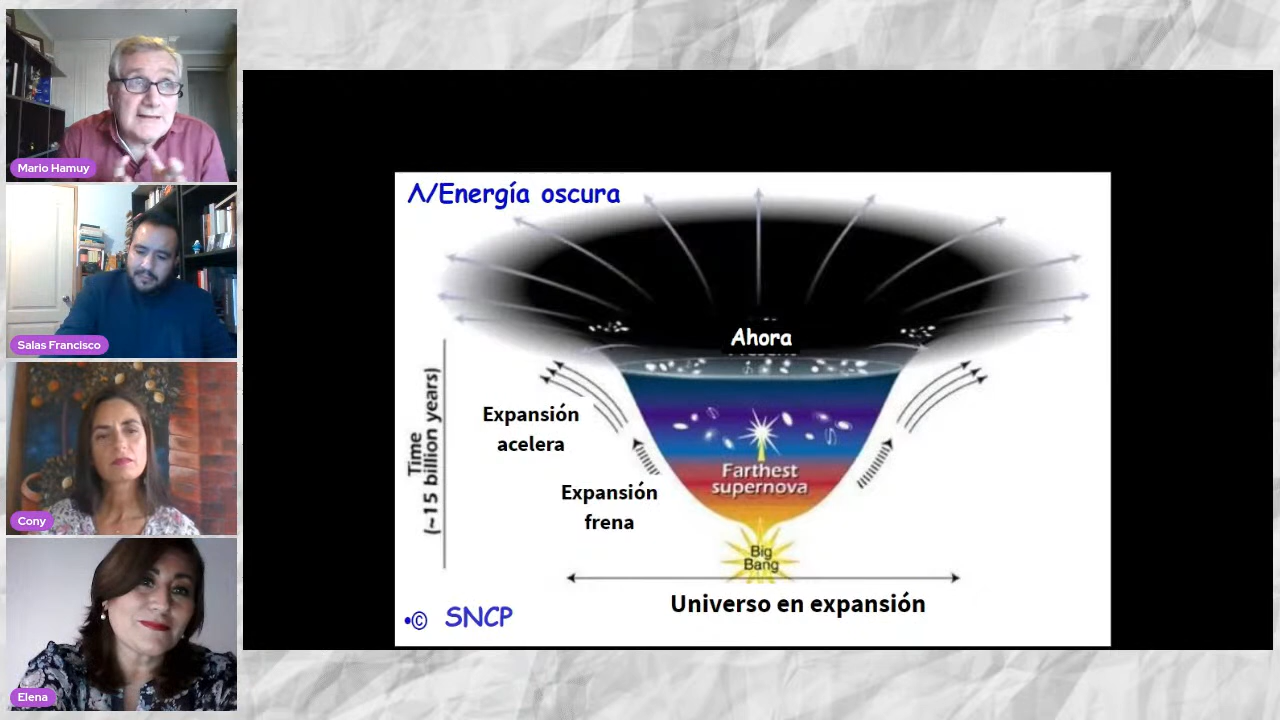 Mario Hamuy
Salas Francisco
Cony
Elena
Λ/Energía oscura
Ahora
Expansión
acelera
Expansión
frena
Time
(~15 billion years)
Farthest
supernova
Big
Bang
Universo en expansión
•© SNCP